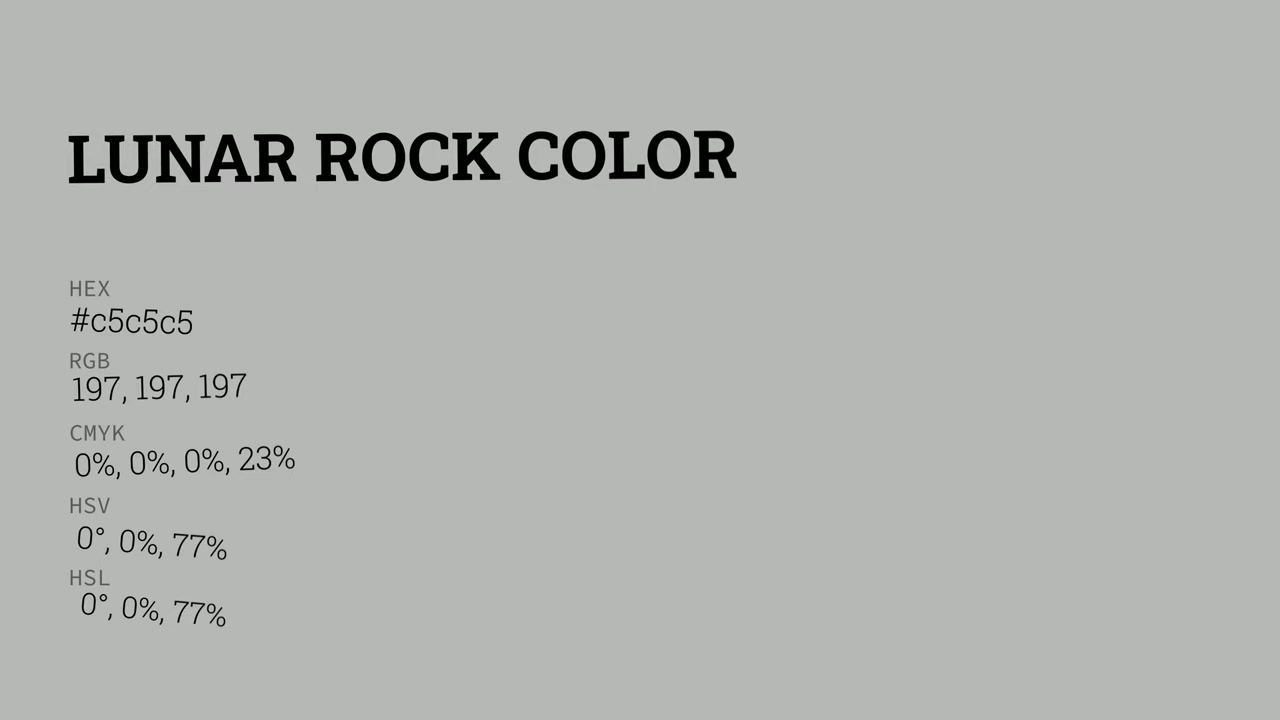 LUNAR ROCK COLOR
HEX
#c5c5c5
RGB
197, 197, 197
CMYK
0%, 0%, 0%, 23%
HSV
0°, 0%, 77%
HSL
0°, 0%, 77%